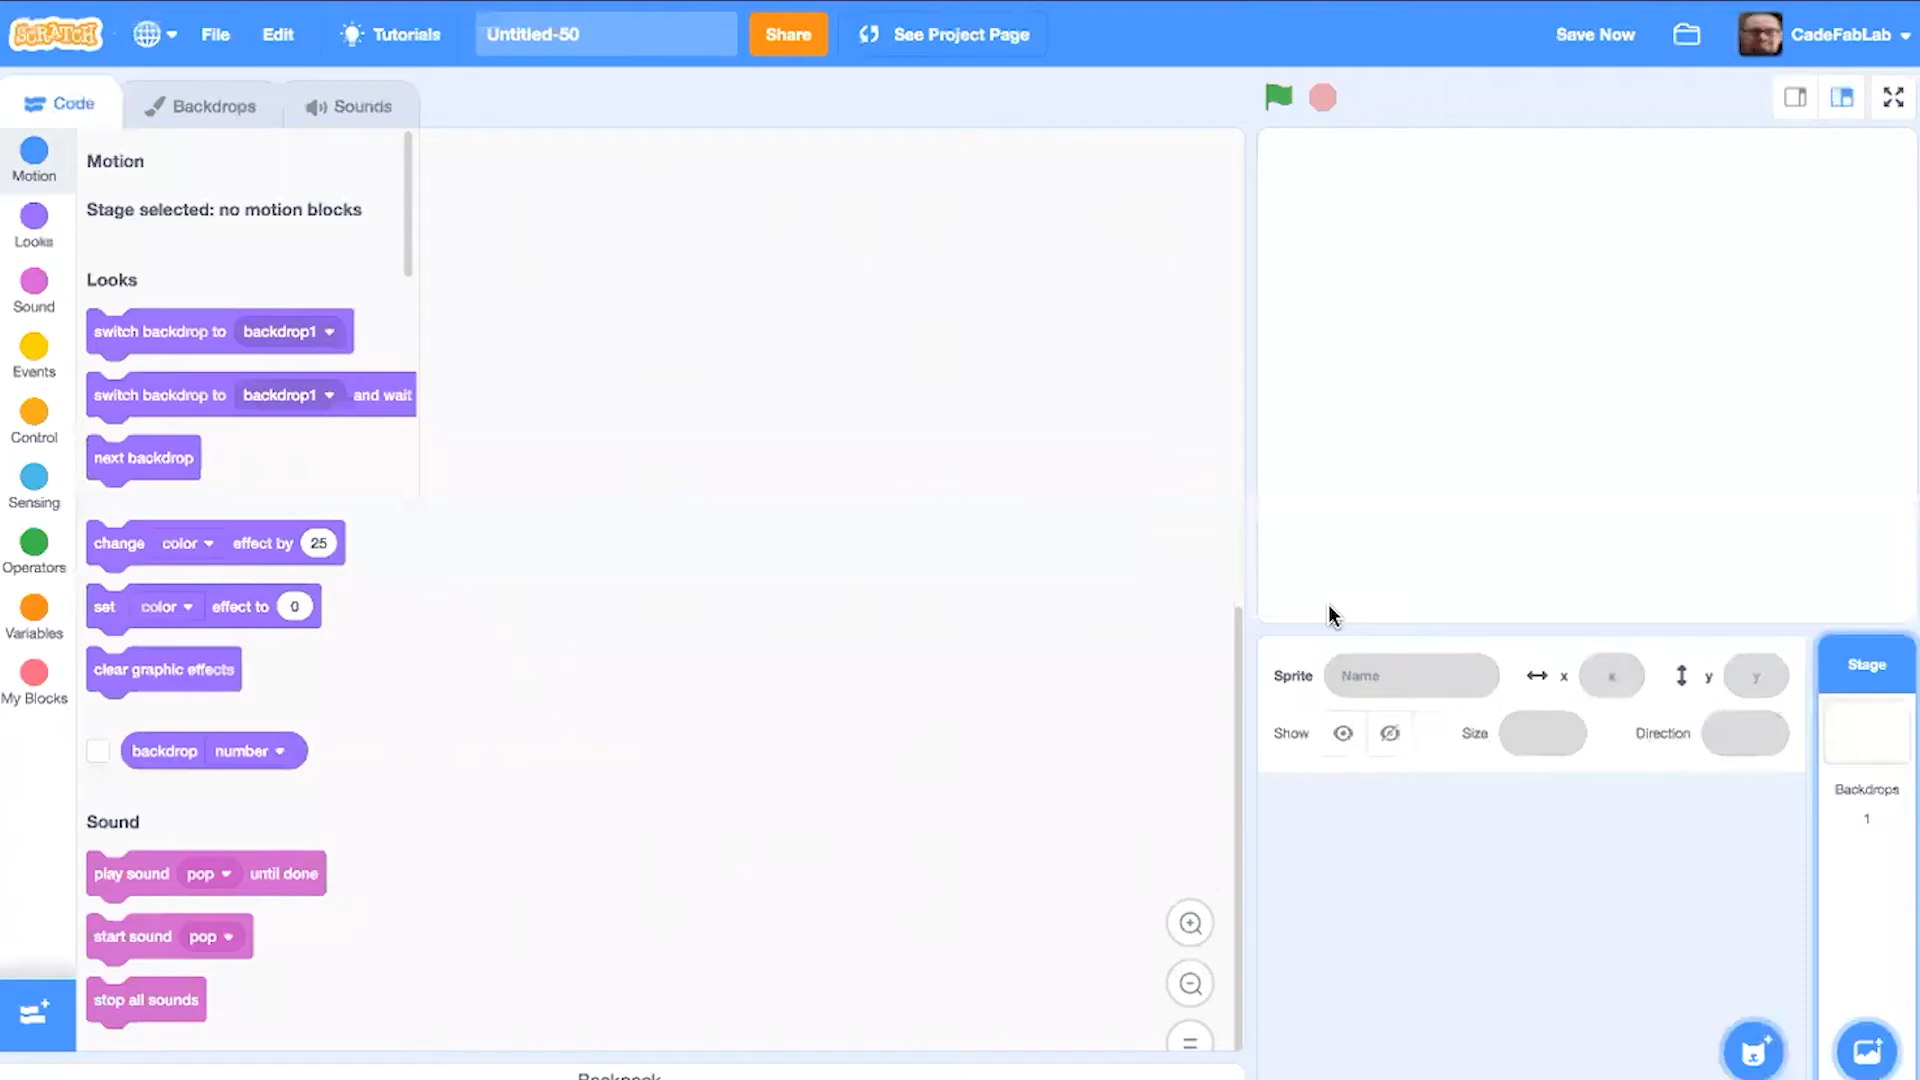 SCRATCH
File
Edit
Tutorials
Untitled-50
Share
See Project Page
Save Now
CadeFabLab
Code
Backdrops
Sounds
Motion
Looks
Sound
Events
Control
Sensing
Operators
Variables
My Blocks
Motion
Stage selected: no motion blocks
Looks
switch backdrop to backdrop1
switch backdrop to backdrop1 and wait
next backdrop
change color effect by 25
set color effect to 0
clear graphic effects
backdrop number
Sound
play sound pop until done
start sound pop
stop all sounds
Backpack
Sprite Name x x y y
Show Size Direction
Stage
Backdrops
1